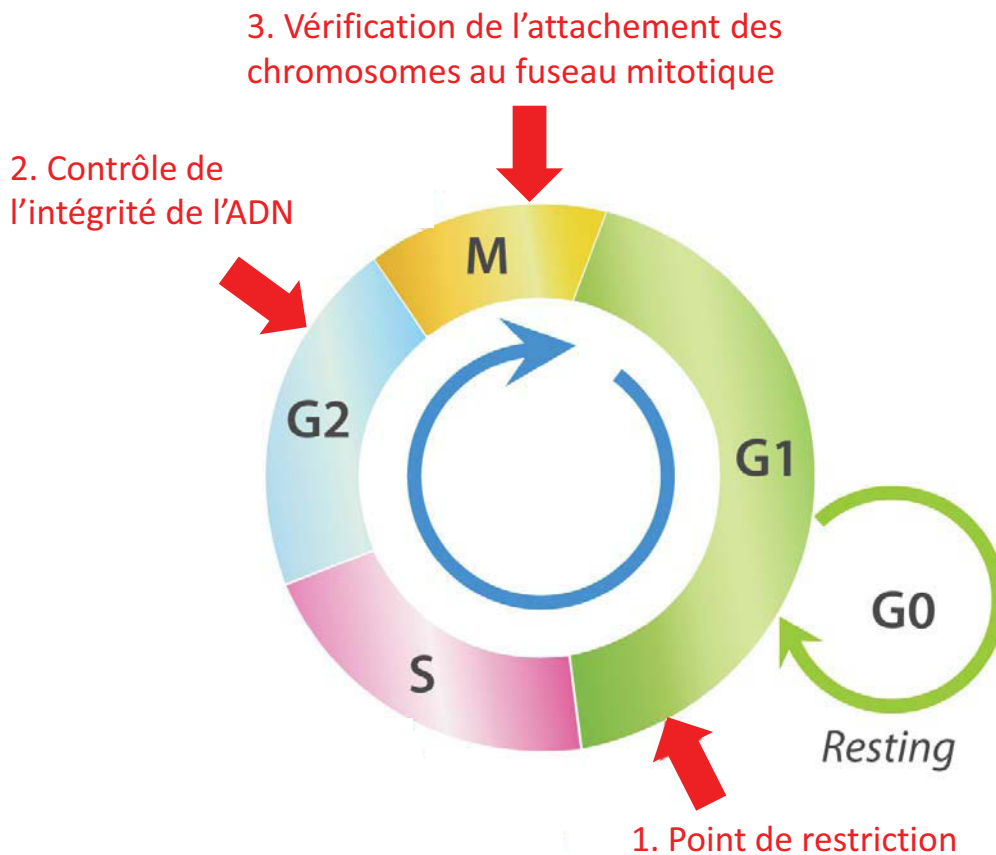 3. Vérification de l’attachement des
chromosomes au fuseau mitotique
2. Contrôle de
l’intégrité de l’ADN
M
G2
G1
G0
S
Resting
1. Point de restriction